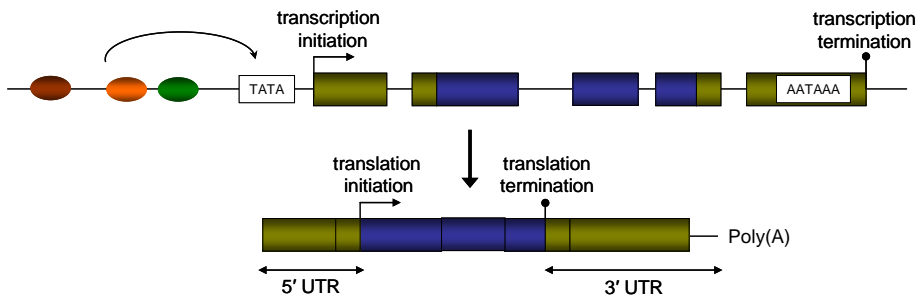 transcription
initiation
transcription
termination
TATA
AATAAA
translation
initiation
translation
termination
Poly(A)
5′ UTR
3′ UTR